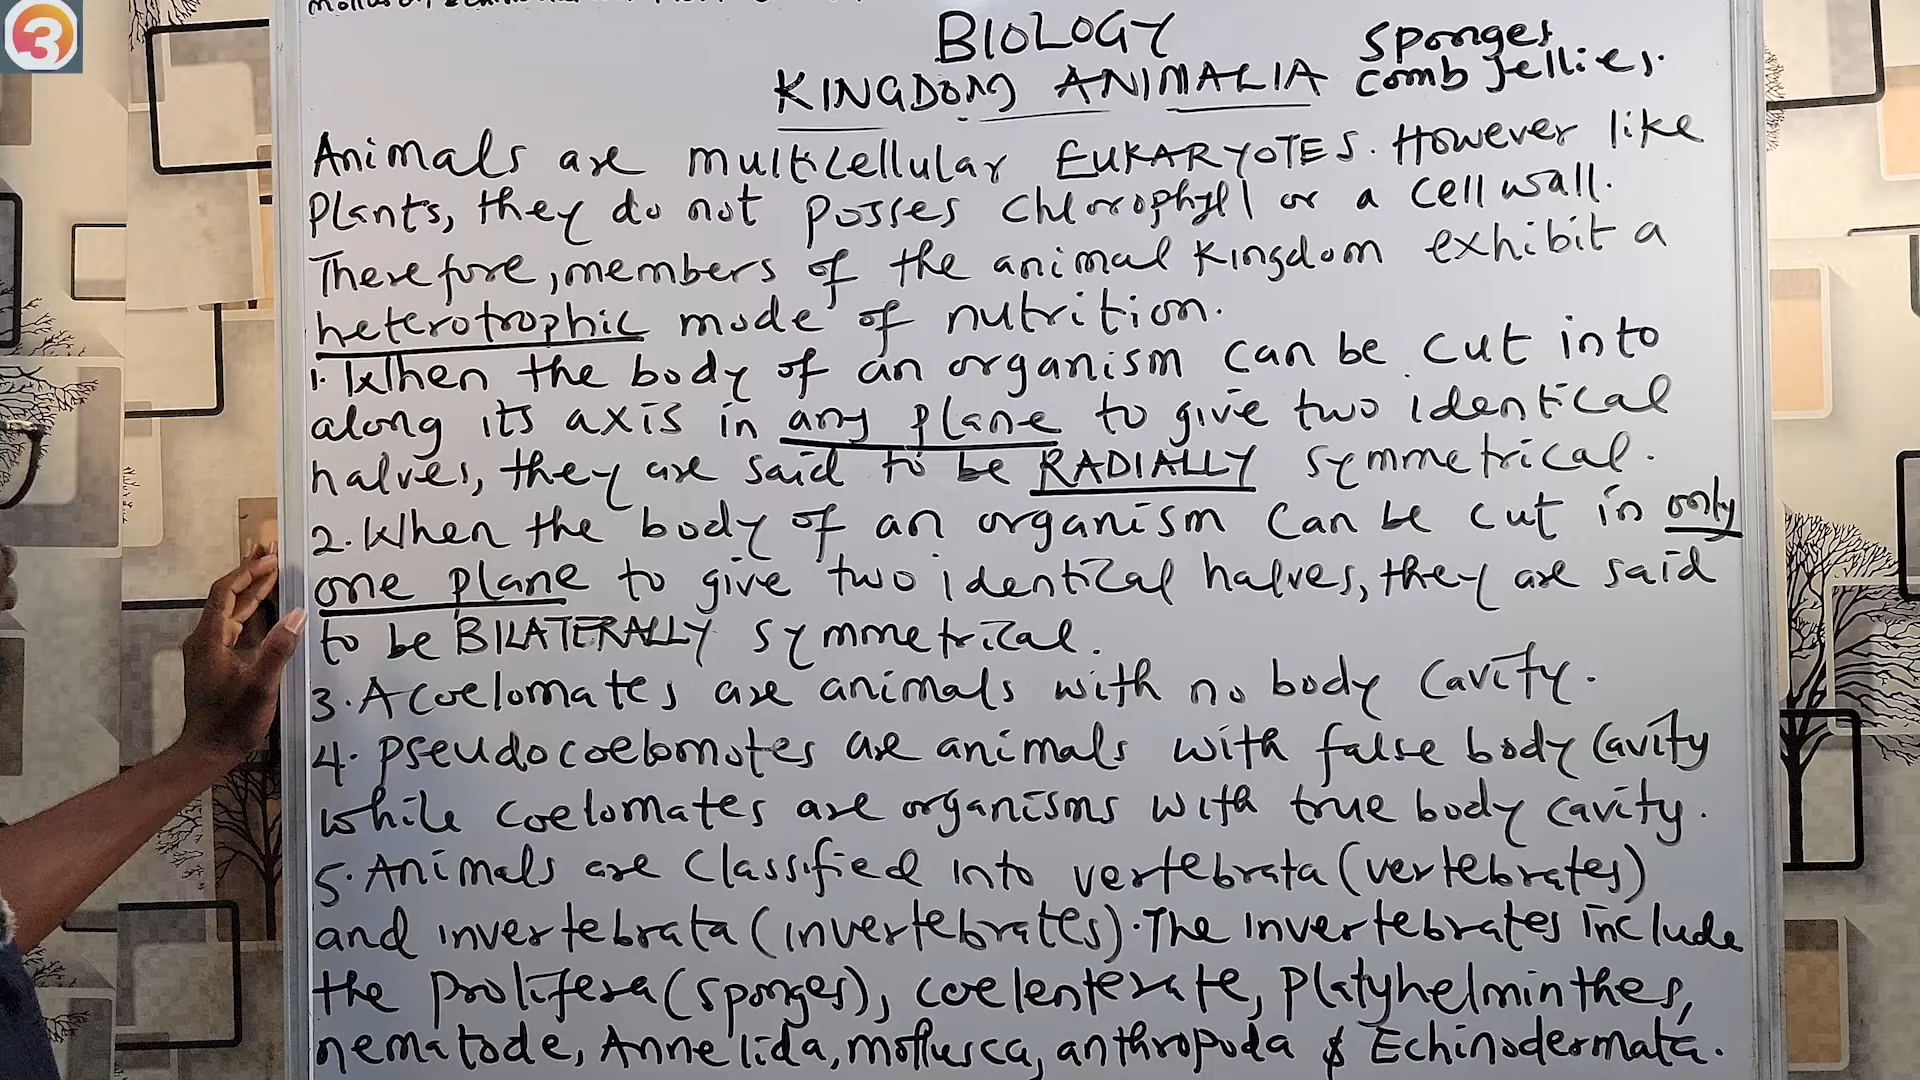 3
BIOLOGY
Sponges
KINGDOM ANIMALIA
comb Jellies.
Animals are multicellular EUKARYOTES. However like
Plants, they do not posses chlorophyll or a cell wall.
Therefore, members of the animal kingdom exhibit a
heterotrophic mode of nutrition.
1. When the body of an organism can be cut into
along its axis in any plane to give two identical
halves, they are said to be RADIALLY symmetrical.
2. When the body of an organism can be cut in only
one plane to give two identical halves, they are said
to be BILATERALLY symmetrical.
3. Acoelomates are animals with no body cavity.
4. Pseudocoelomotes are animals with false body cavity
while coelomates are organisms with true body cavity.
5. Animals are classified into vertebrata (vertebrates)
and invertebrata (invertebrates). The invertebrates include
the prolifera (sponges), coelenterate, Platyhelminthes,
nematode, Annelida, mollusca, anthropoda & Echinodermata.